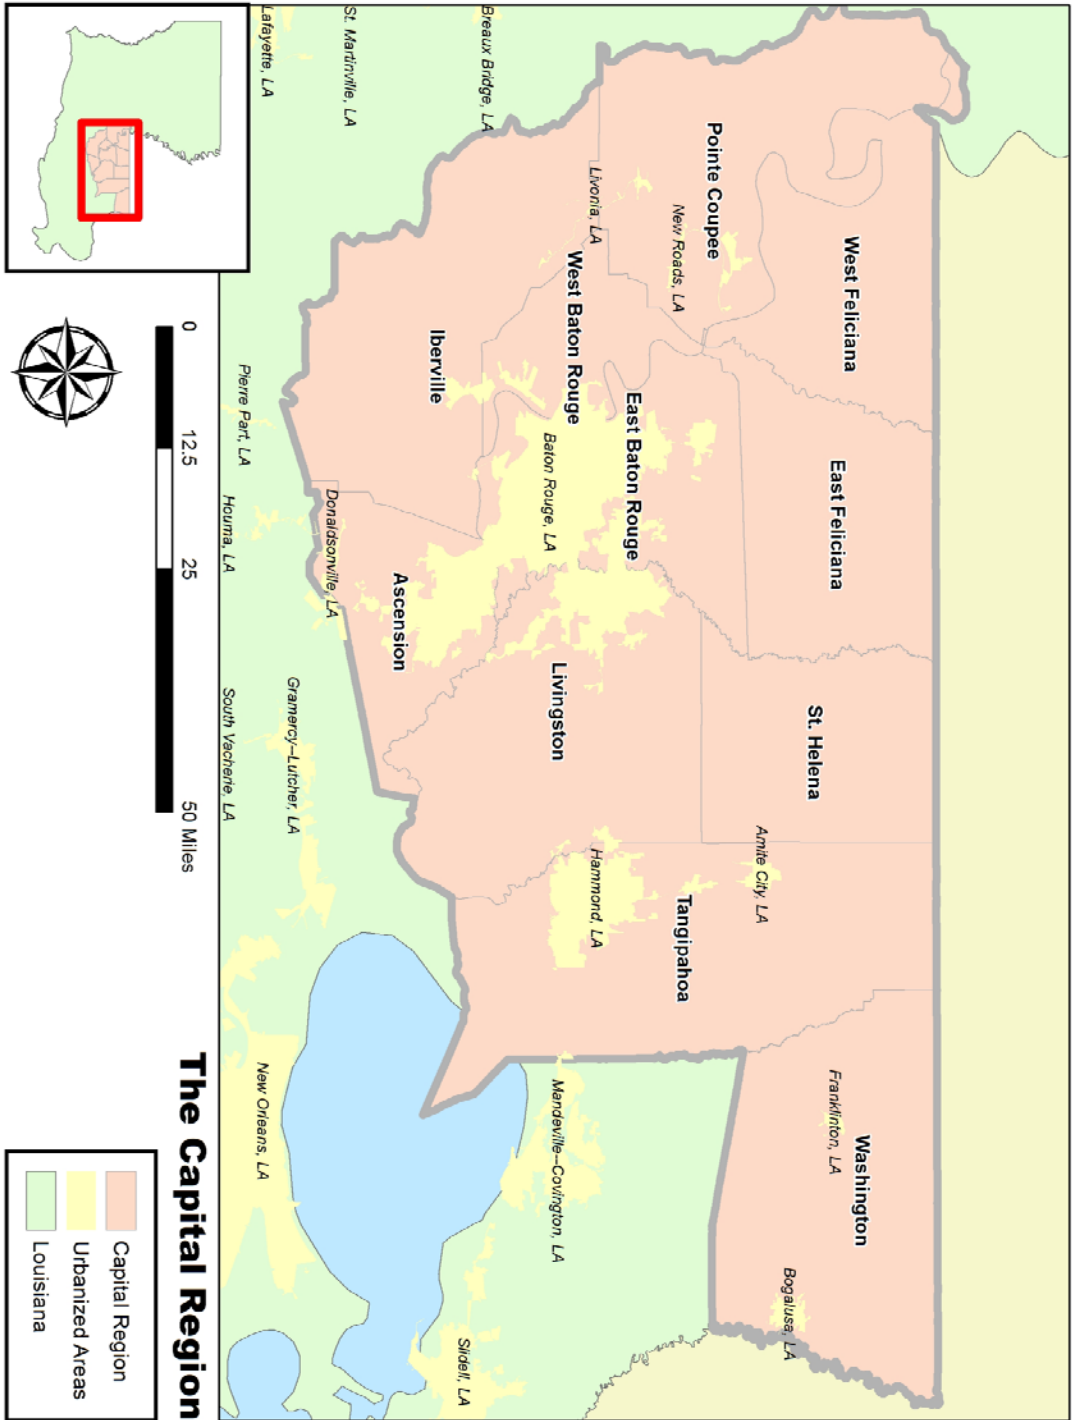 West Feliciana
East Feliciana
St. Helena
Washington
Franklinton, LA
Bogalusa, LA
Amite City, LA
Pointe Coupee
New Roads, LA
Tangipahoa
East Baton Rouge
Livonia, LA
Hammond, LA
West Baton Rouge
Baton Rouge, LA
Livingston
Mandeville--Covington, LA
Breaux Bridge, LA
Iberville
Slidell, LA
Ascension
St. Martinville, LA
Donaldsonville, LA
Gramercy--Lutcher, LA
Lafayette, LA
Pierre Part, LA
New Orleans, LA
Houma, LA
South Vacherie, LA
0 12.5 25 50 Miles
The Capital Region
Capital Region
Urbanized Areas
Louisiana